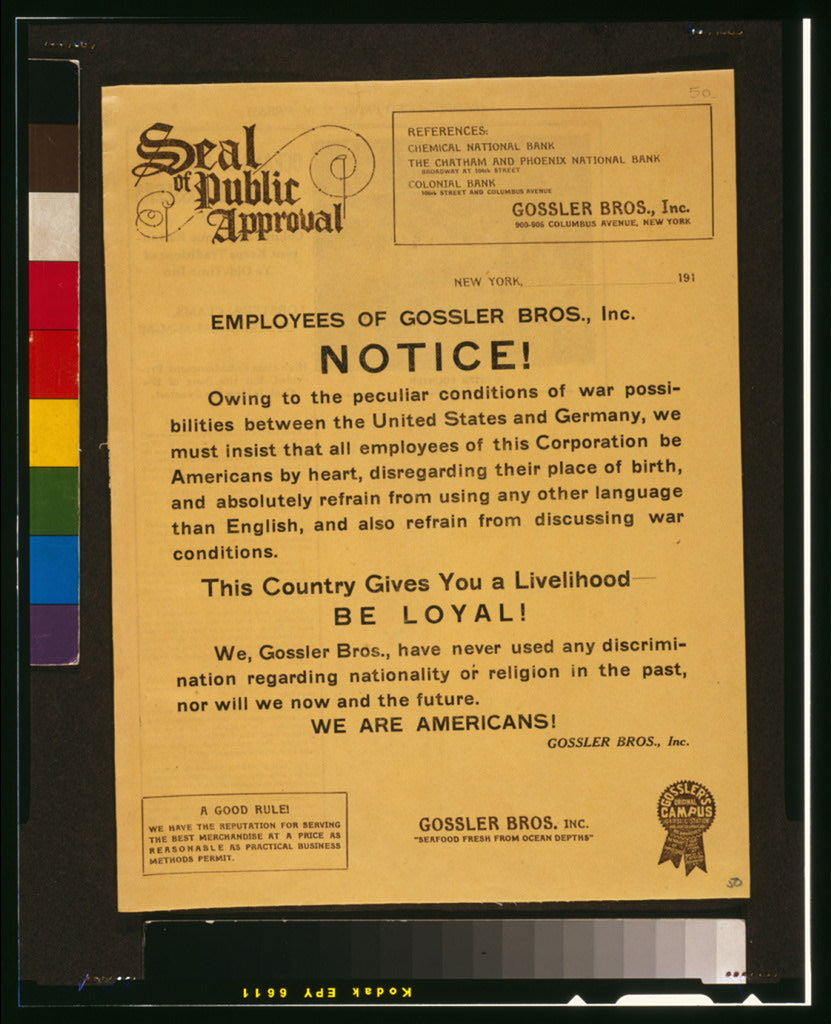 50
Seal
of Public
Approval
REFERENCES:
CHEMICAL NATIONAL BANK
THE CHATHAM AND PHOENIX NATIONAL BANK
BROADWAY AT 104th STREET
COLONIAL BANK
106th STREET AND COLUMBUS AVENUE
GOSSLER BROS., Inc.
900-906 COLUMBUS AVENUE, NEW YORK
NEW YORK, 191
EMPLOYEES OF GOSSLER BROS., Inc.
NOTICE!
Owing to the peculiar conditions of war possi-
bilities between the United States and Germany, we
must insist that all employees of this Corporation be
Americans by heart, disregarding their place of birth,
and absolutely refrain from using any other language
than English, and also refrain from discussing war
conditions.
This Country Gives You a Livelihood—
BE LOYAL!
We, Gossler Bros., have never used any discrimi-
nation regarding nationality or religion in the past,
nor will we now and the future.
WE ARE AMERICANS!
GOSSLER BROS., Inc.
A GOOD RULE!
WE HAVE THE REPUTATION FOR SERVING
THE BEST MERCHANDISE AT A PRICE AS
REASONABLE AS PRACTICAL BUSINESS
METHODS PERMIT.
GOSSLER BROS. INC.
"SEAFOOD FRESH FROM OCEAN DEPTHS"
GOSSLER'S
ORIGINAL
CAMPUS
50
Kodak EPY 6611